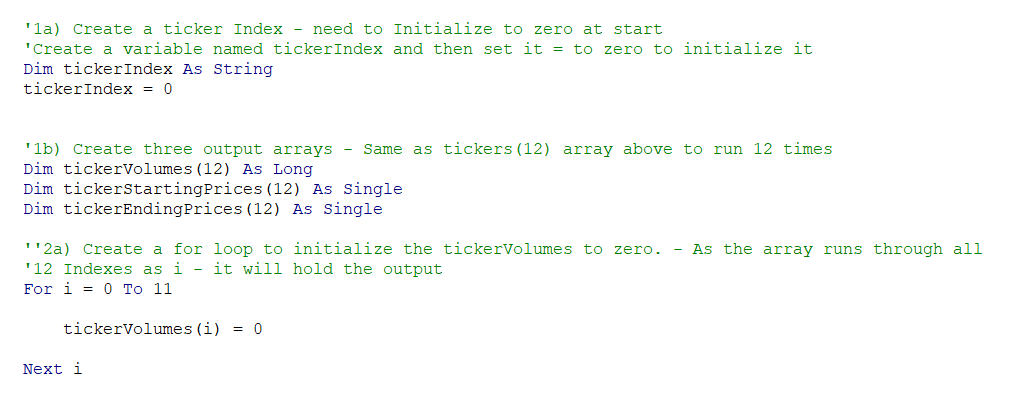 '1a) Create a ticker Index - need to Initialize to zero at start
'Create a variable named tickerIndex and then set it = to zero to initialize it
Dim tickerIndex As String
tickerIndex = 0
'1b) Create three output arrays - Same as tickers(12) array above to run 12 times
Dim tickerVolumes(12) As Long
Dim tickerStartingPrices(12) As Single
Dim tickerEndingPrices(12) As Single
''2a) Create a for loop to initialize the tickerVolumes to zero. - As the array runs through all
'12 Indexes as i - it will hold the output
For i = 0 To 11
tickerVolumes(i) = 0
Next i